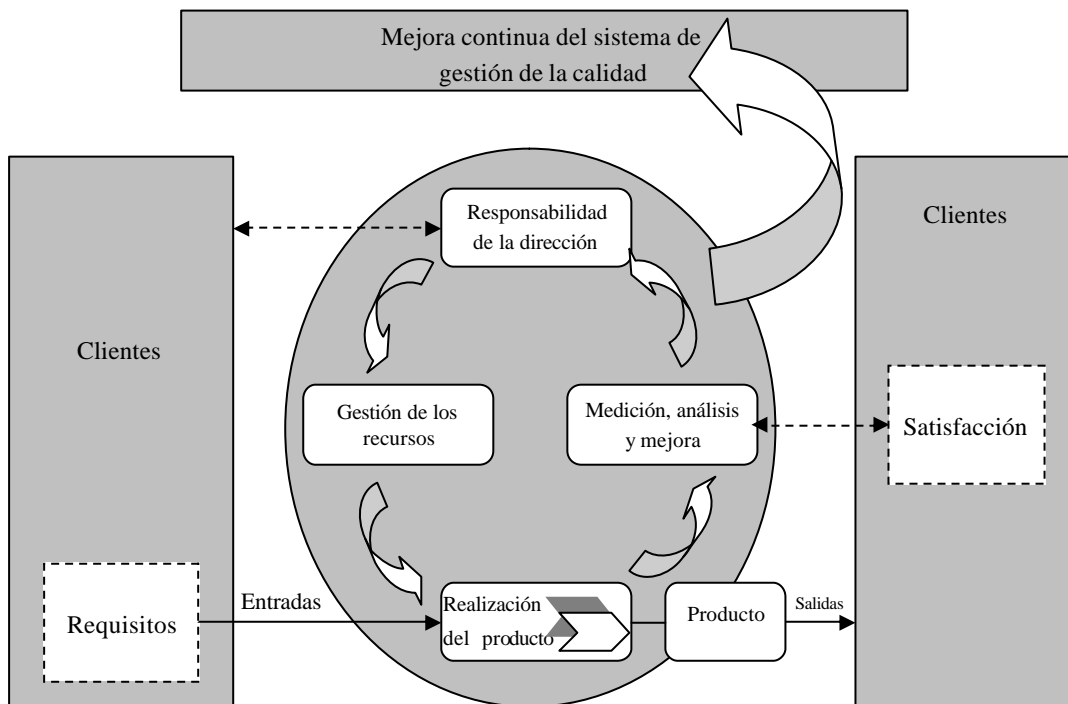 Mejora continua del sistema de
gestión de la calidad
Clientes
Responsabilidad
de la dirección
Clientes
Gestión de los
recursos
Medición, análisis
y mejora
Satisfacción
Requisitos
Entradas
Realización
del producto
Producto
Salidas